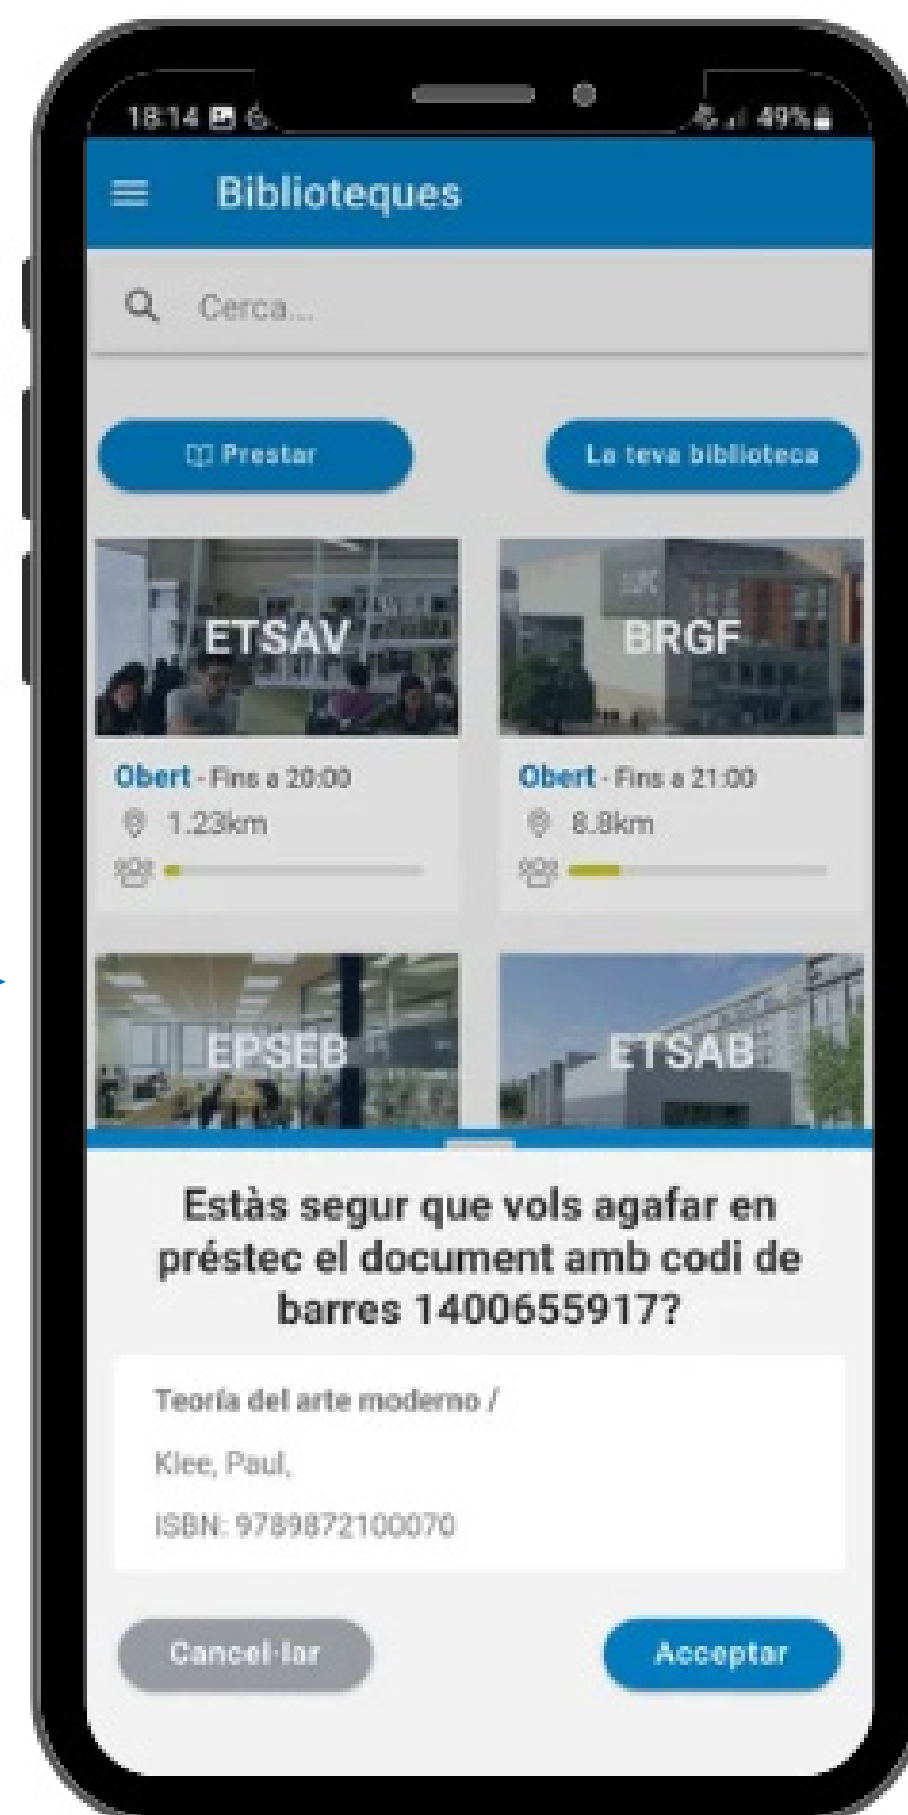 18:14
49%
Biblioteques
Cerca...
Prestar
La teva biblioteca
ETSAV
BRGF
Obert - Fins a 20:00
Obert - Fins a 21:00
1.23km
8.8km
EPSEB
ETSAB
Estàs segur que vols agafar en
préstec el document amb codi de
barres 1400655917?
Teoría del arte moderno /
Klee, Paul,
ISBN: 9789872100070
Cancel·lar
Acceptar